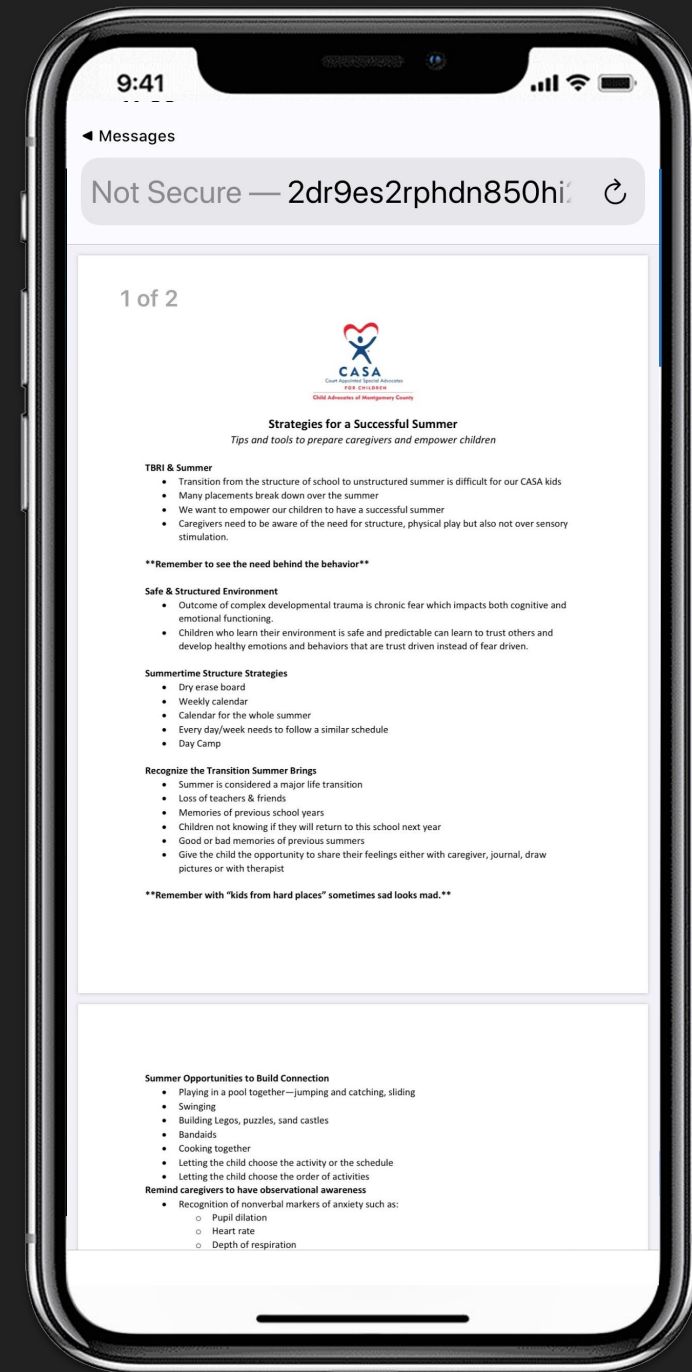 9:41
◀ Messages
Not Secure — 2dr9es2rphdn850hi
1 of 2
CASA
Court Appointed Special Advocates
FOR CHILDREN
Child Advocates of Montgomery County
Strategies for a Successful Summer
Tips and tools to prepare caregivers and empower children
TBRI & Summer
• Transition from the structure of school to unstructured summer is difficult for our CASA kids
• Many placements break down over the summer
• We want to empower our children to have a successful summer
• Caregivers need to be aware of the need for structure, physical play but also not over sensory
stimulation.
**Remember to see the need behind the behavior**
Safe & Structured Environment
• Outcome of complex developmental trauma is chronic fear which impacts both cognitive and
emotional functioning.
• Children who learn their environment is safe and predictable can learn to trust others and
develop healthy emotions and behaviors that are trust driven instead of fear driven.
Summertime Structure Strategies
• Dry erase board
• Weekly calendar
• Calendar for the whole summer
• Every day/week needs to follow a similar schedule
• Day Camp
Recognize the Transition Summer Brings
• Summer is considered a major life transition
• Loss of teachers & friends
• Memories of previous school years
• Children not knowing if they will return to this school next year
• Good or bad memories of previous summers
• Give the child the opportunity to share their feelings either with caregiver, journal, draw
pictures or with therapist
**Remember with “kids from hard places” sometimes sad looks mad.**
Summer Opportunities to Build Connection
• Playing in a pool together—jumping and catching, sliding
• Swinging
• Building Legos, puzzles, sand castles
• Bandaids
• Cooking together
• Letting the child choose the activity or the schedule
• Letting the child choose the order of activities
Remind caregivers to have observational awareness
• Recognition of nonverbal markers of anxiety such as:
o Pupil dilation
o Heart rate
o Depth of respiration